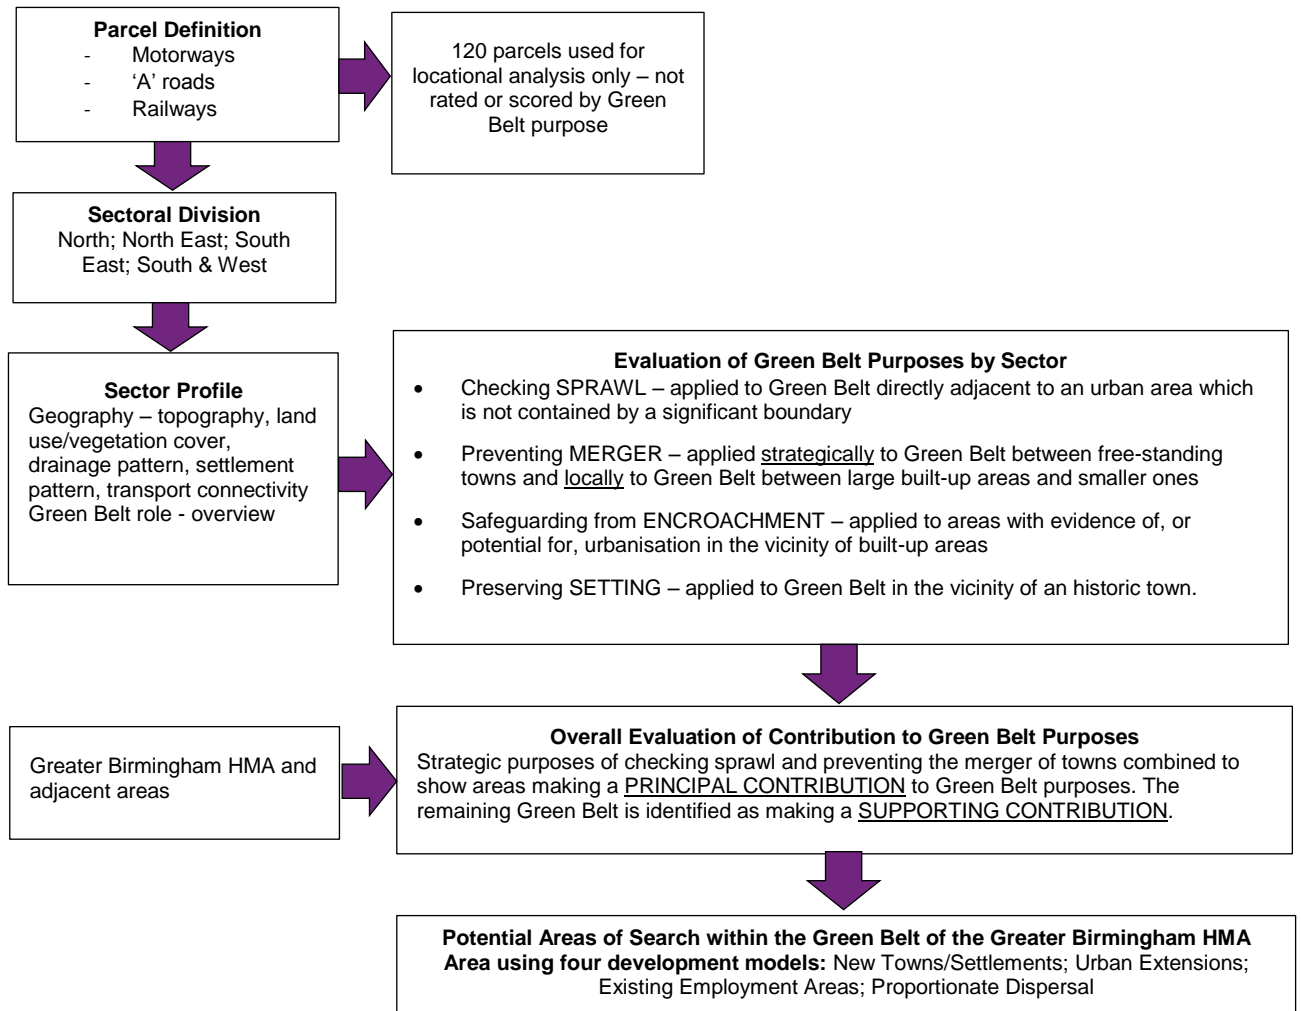 Parcel Definition
- Motorways
- ‘A’ roads
- Railways
120 parcels used for
locational analysis only – not
rated or scored by Green
Belt purpose
Sectoral Division
North; North East; South
East; South & West
Sector Profile
Geography – topography, land
use/vegetation cover,
drainage pattern, settlement
pattern, transport connectivity
Green Belt role - overview
Evaluation of Green Belt Purposes by Sector
• Checking SPRAWL – applied to Green Belt directly adjacent to an urban area which
is not contained by a significant boundary
• Preventing MERGER – applied strategically to Green Belt between free-standing
towns and locally to Green Belt between large built-up areas and smaller ones
• Safeguarding from ENCROACHMENT – applied to areas with evidence of, or
potential for, urbanisation in the vicinity of built-up areas
• Preserving SETTING – applied to Green Belt in the vicinity of an historic town.
Greater Birmingham HMA and
adjacent areas
Overall Evaluation of Contribution to Green Belt Purposes
Strategic purposes of checking sprawl and preventing the merger of towns combined to
show areas making a PRINCIPAL CONTRIBUTION to Green Belt purposes. The
remaining Green Belt is identified as making a SUPPORTING CONTRIBUTION.
Potential Areas of Search within the Green Belt of the Greater Birmingham HMA
Area using four development models: New Towns/Settlements; Urban Extensions;
Existing Employment Areas; Proportionate Dispersal